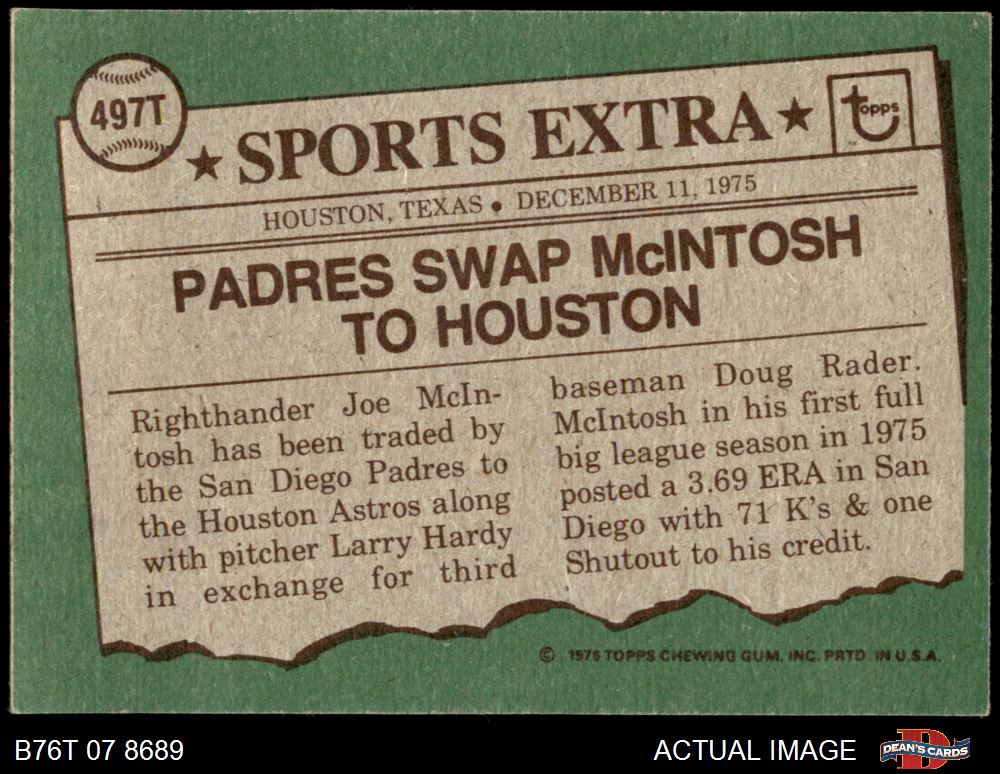 497T
★ SPORTS EXTRA ★
topps
HOUSTON, TEXAS • DECEMBER 11, 1975
PADRES SWAP McINTOSH
TO HOUSTON
Righthander Joe McIn-
tosh has been traded by
the San Diego Padres to
the Houston Astros along
with pitcher Larry Hardy
in exchange for third
baseman Doug Rader.
McIntosh in his first full
big league season in 1975
posted a 3.69 ERA in San
Diego with 71 K's & one
Shutout to his credit.
© 1976 TOPPS CHEWING GUM, INC. PRTD. IN U.S.A.
B76T 07 8689
ACTUAL IMAGE
DEAN'S CARDS